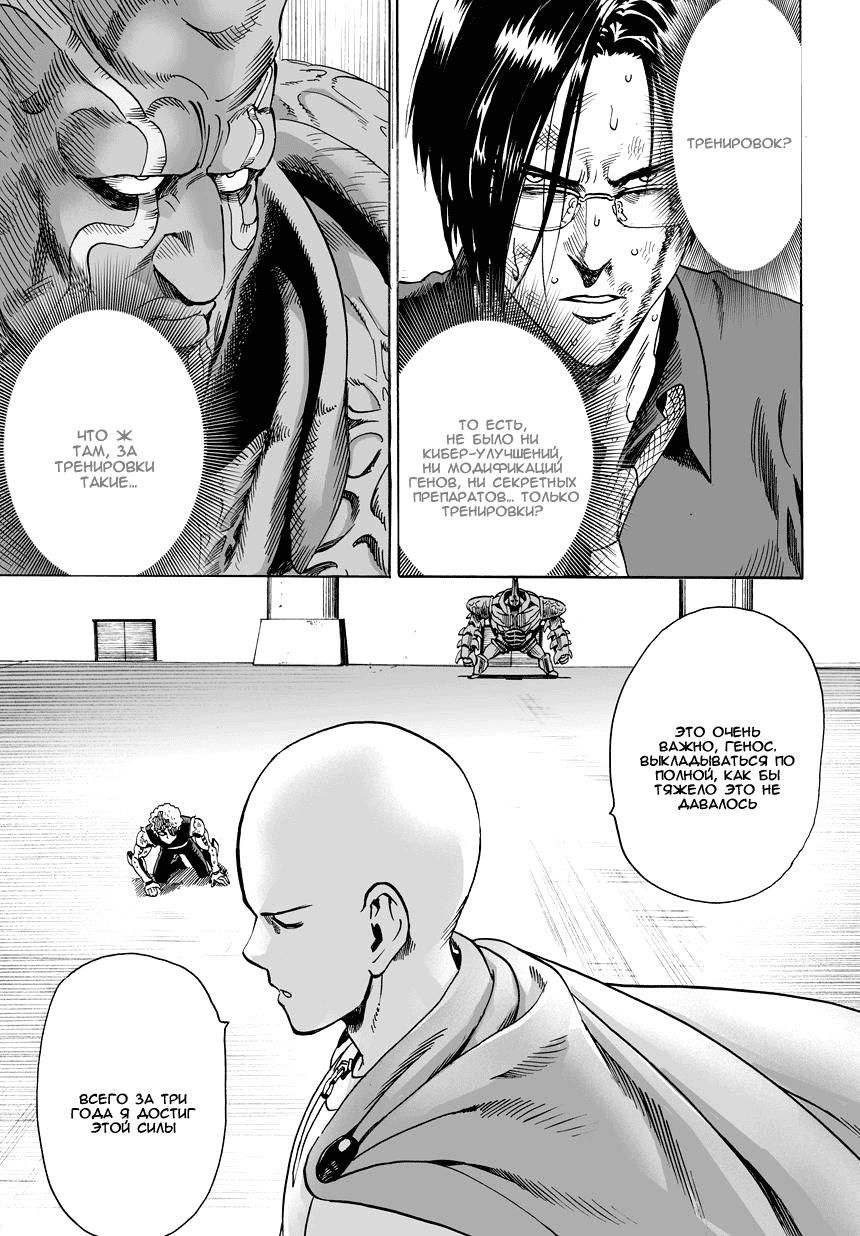 ТРЕНИРОВОК?
ТО ЕСТЬ,
НЕ БЫЛО НИ
КИБЕР-УЛУЧШЕНИЙ,
НИ МОДИФИКАЦИЙ
ГЕНОВ, НИ СЕКРЕТНЫХ
ПРЕПАРАТОВ... ТОЛЬКО
ТРЕНИРОВКИ?
ЧТО Ж
ТАМ, ЗА
ТРЕНИРОВКИ
ТАКИЕ...
ЭТО ОЧЕНЬ
ВАЖНО, ГЕНОС.
ВЫКЛАДЫВАТЬСЯ ПО
ПОЛНОЙ, КАК БЫ
ТЯЖЕЛО ЭТО НЕ
ДАВАЛОСЬ
ВСЕГО ЗА ТРИ
ГОДА Я ДОСТИГ
ЭТОЙ СИЛЫ